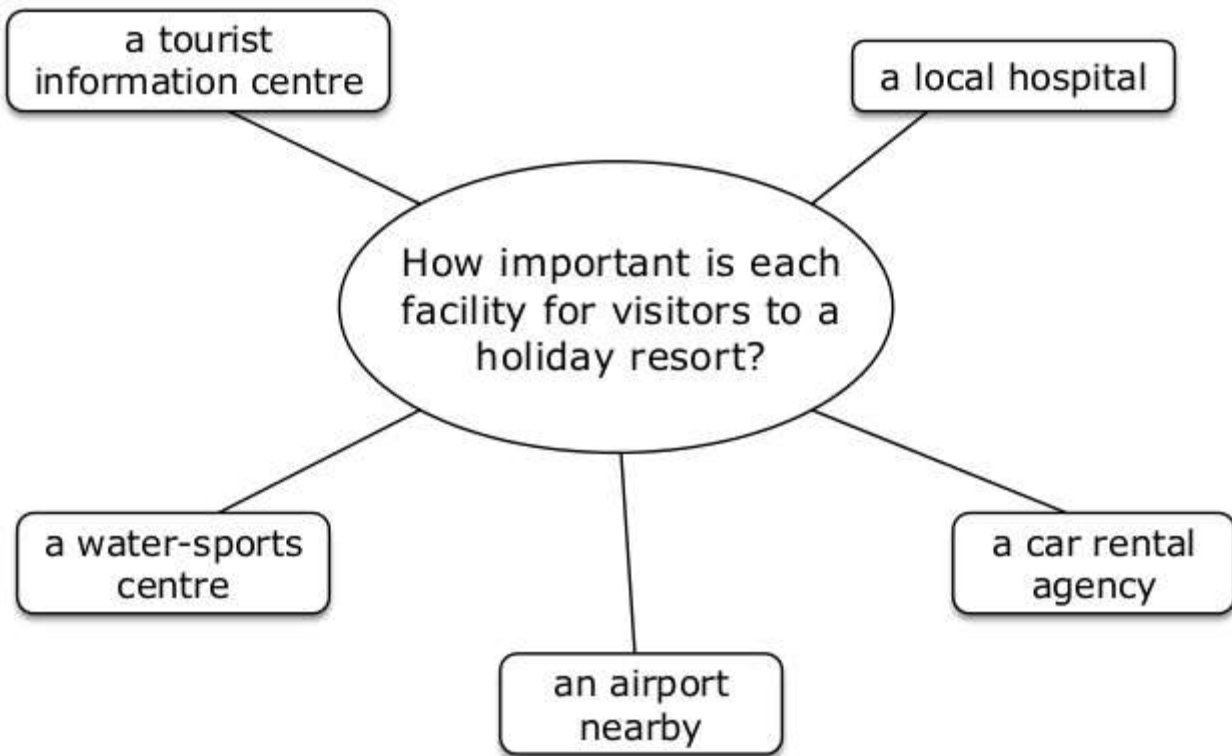 a tourist
information centre
a local hospital
How important is each
facility for visitors to a
holiday resort?
a water-sports
centre
a car rental
agency
an airport
nearby